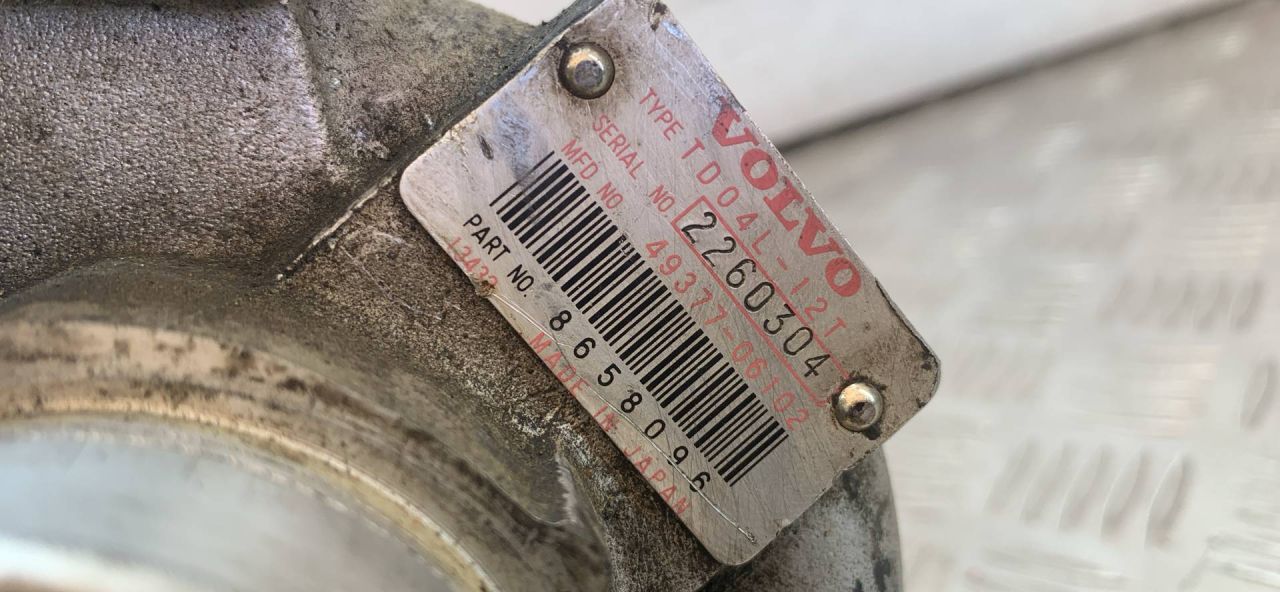 VOLVO
TYPE TD04L-12T
SERIAL NO. 2260304
MFD NO 49377-06102
PART NO. 8658096
MADE IN JAPAN